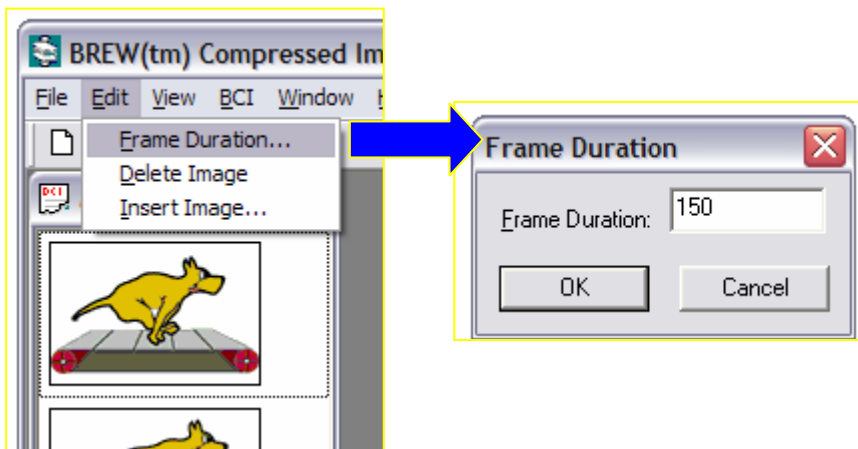 BREW(tm) Compressed Im
File Edit View BCI Window
Frame Duration...
Delete Image
Insert Image...
Frame Duration
Frame Duration: 150
OK Cancel